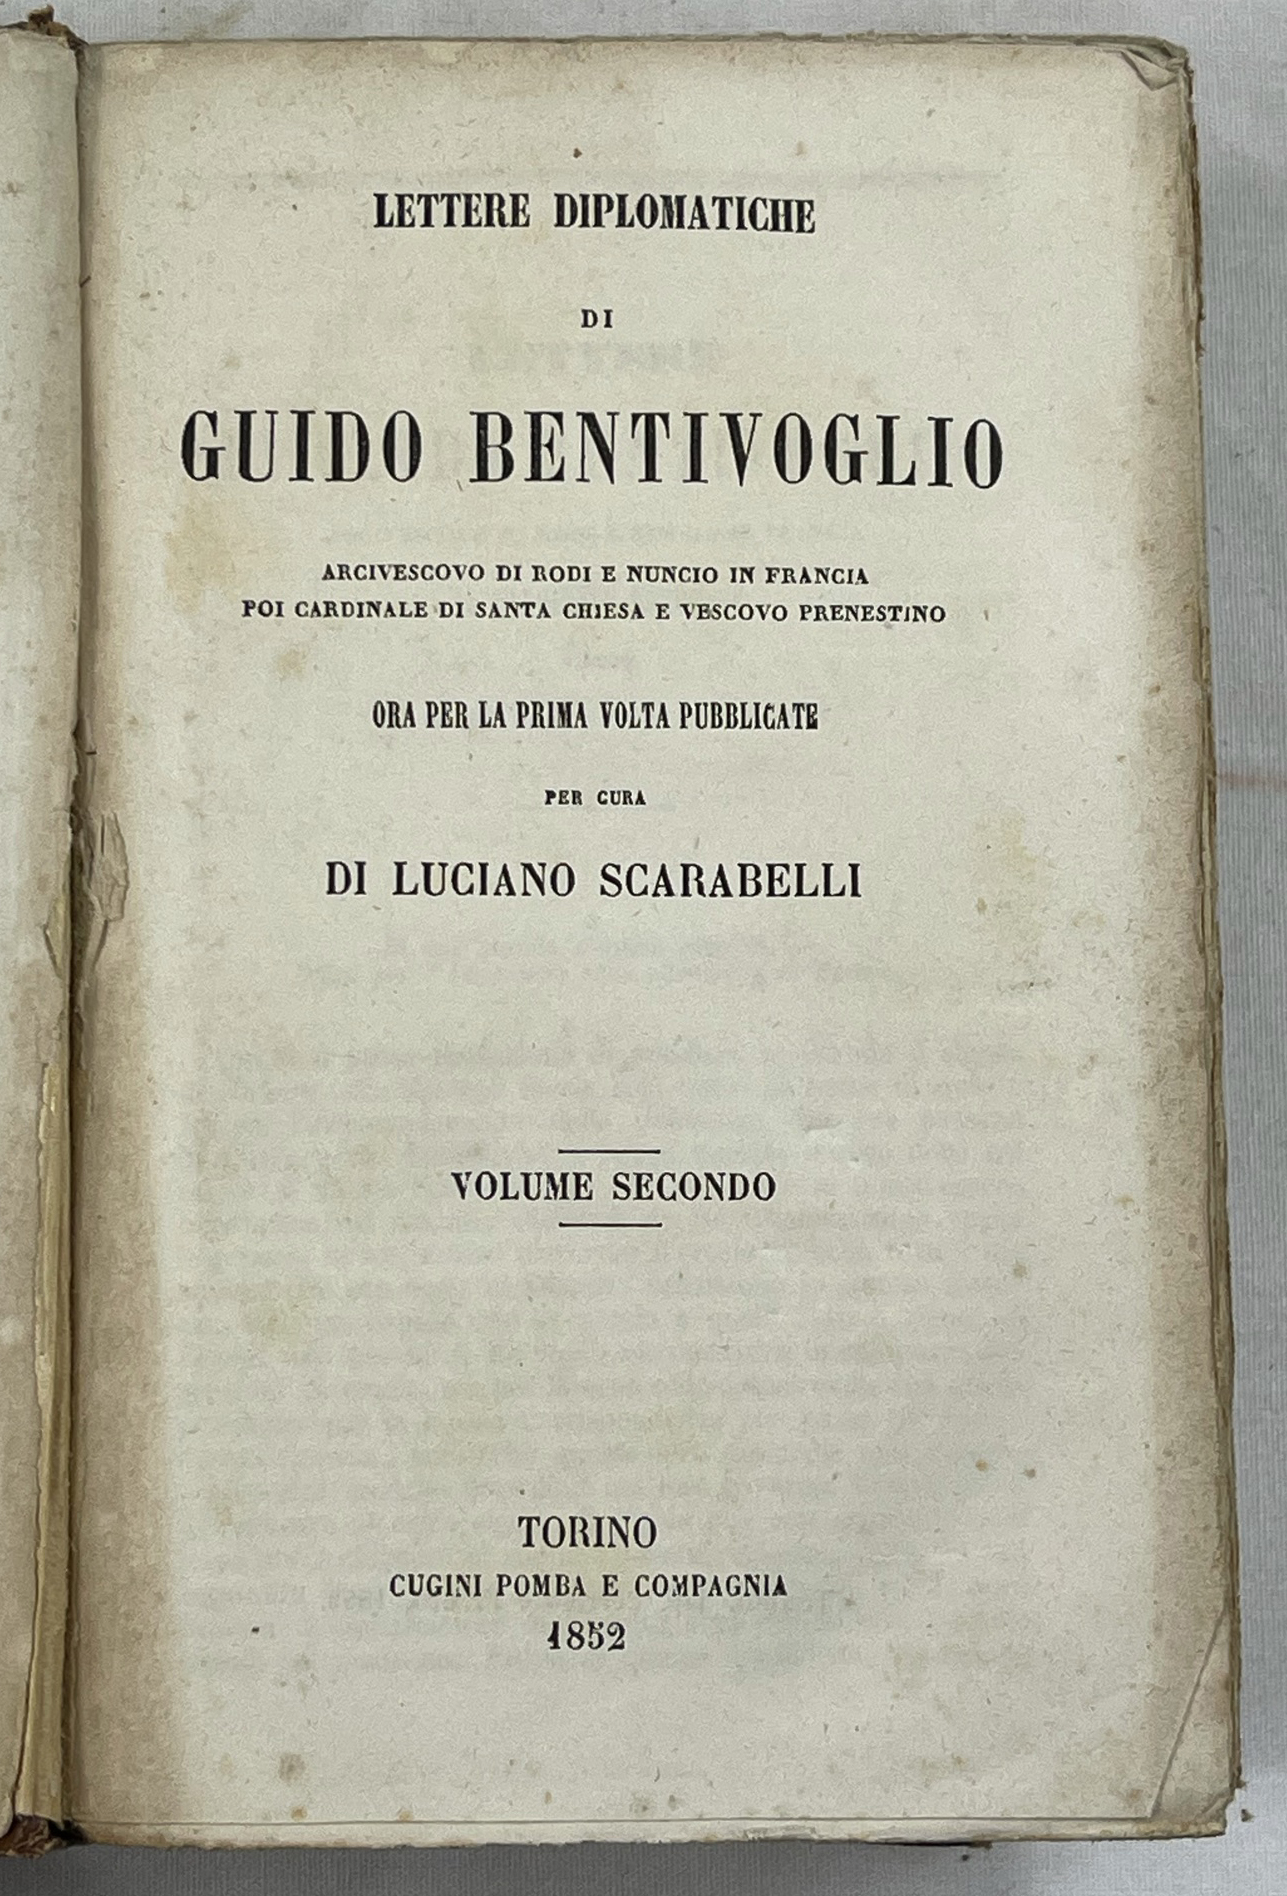 LETTERE DIPLOMATICHE
DI
GUIDO BENTIVOGLIO
ARCIVESCOVO DI RODI E NUNCIO IN FRANCIA
POI CARDINALE DI SANTA CHIESA E VESCOVO PRENESTINO
ORA PER LA PRIMA VOLTA PUBBLICATE
PER CURA
DI LUCIANO SCARABELLI
VOLUME SECONDO
TORINO
CUGINI POMBA E COMPAGNIA
1852